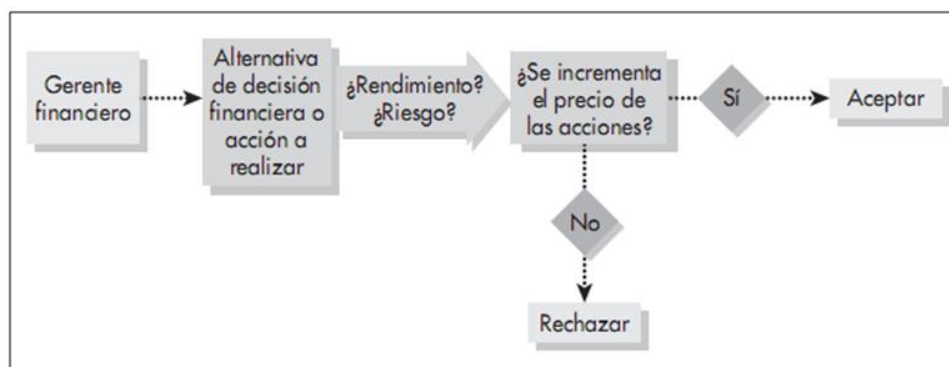 Gerente
financiero
Alternativa
de decisión
financiera o
acción a
realizar
¿Rendimiento?
¿Riesgo?
¿Se incrementa
el precio de
las acciones?
Sí
Aceptar
No
Rechazar